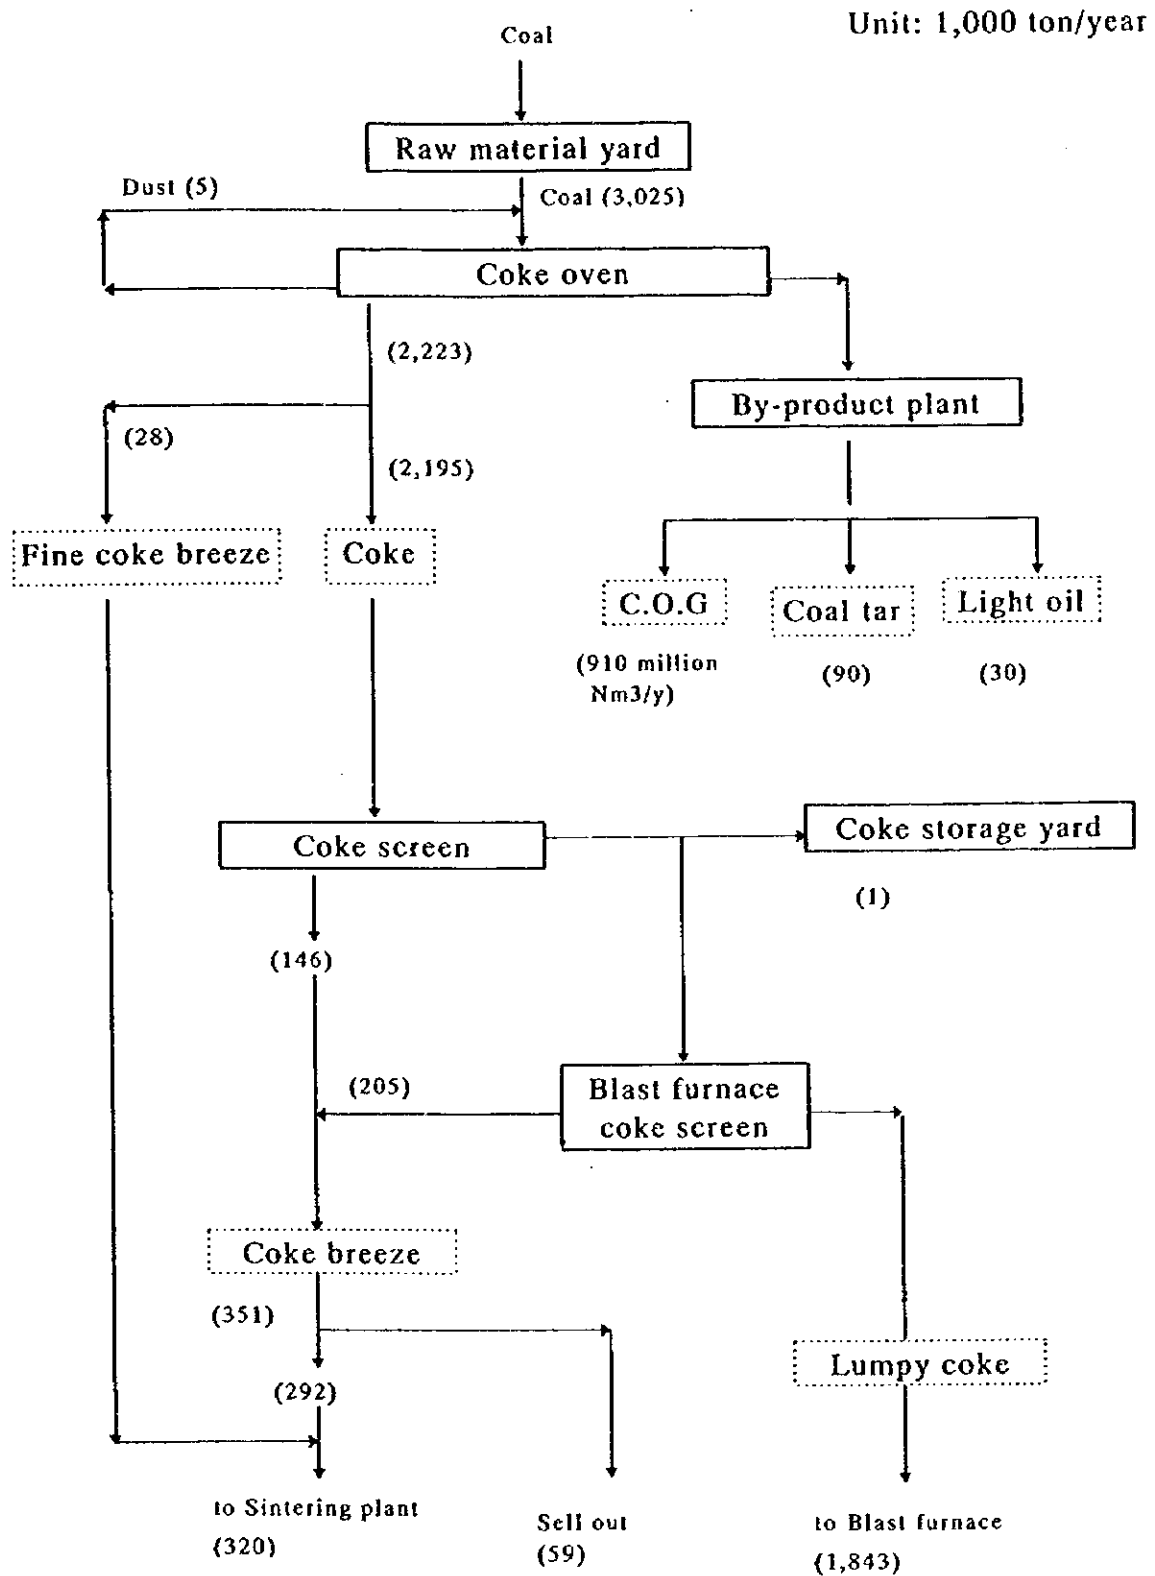 Unit: 1,000 ton/year
Coal
Raw material yard
Dust (5)
Coal (3,025)
Coke oven
(2,223)
By-product plant
(28)
(2,195)
Fine coke breeze
Coke
C.O.G
Coal tar
Light oil
(910 million
Nm3/y)
(90)
(30)
Coke screen
Coke storage yard
(1)
(146)
(205)
Blast furnace
coke screen
Coke breeze
(351)
Lumpy coke
(292)
to Sintering plant
(320)
Sell out
(59)
to Blast furnace
(1,843)